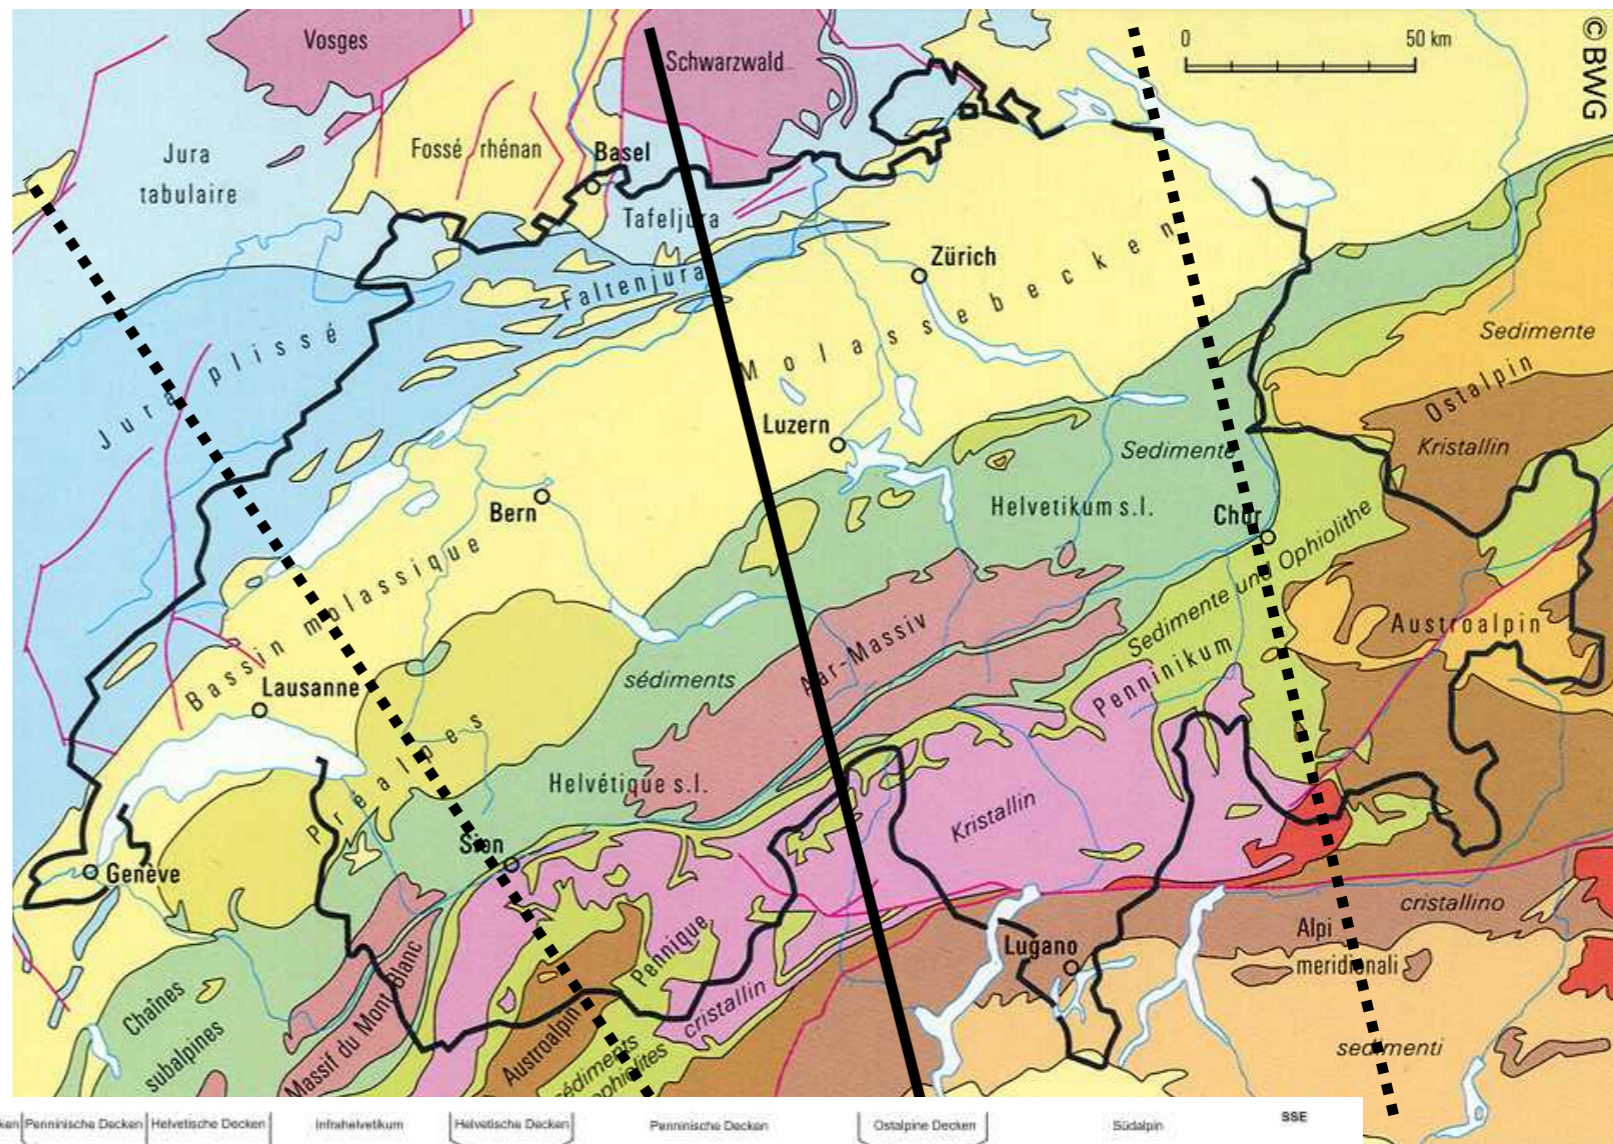 Vosges
Schwarzwald
0 50 km
© BWG
Jura
tabulaire
Fossé rhénan
Basel
Tafeljura
Faltenjura
Zürich
Molassebecken
Jura plissé
Sedimente
Ostalpin
Kristallin
Luzern
Sedimente
Helvetikum s.l.
Chur
Bern
Bassin molassique
Sedimente und Ophiolithe
Penninikum
Austroalpin
Aar-Massiv
sédiments
Lausanne
Préalpes
Helvétique s.l.
Sion
Kristallin
Genève
cristallino
Alpi
meridionali
Lugano
Pennique
cristallin
Chaînes
subalpines
Massif du Mont-Blanc
Austroalpin
sédiments
ophiolites
sedimenti
Penninische Decken Helvetische Decken Infrahelvetikum Helvetische Decken Penninische Decken Ostalpine Decken Südalpin SSE